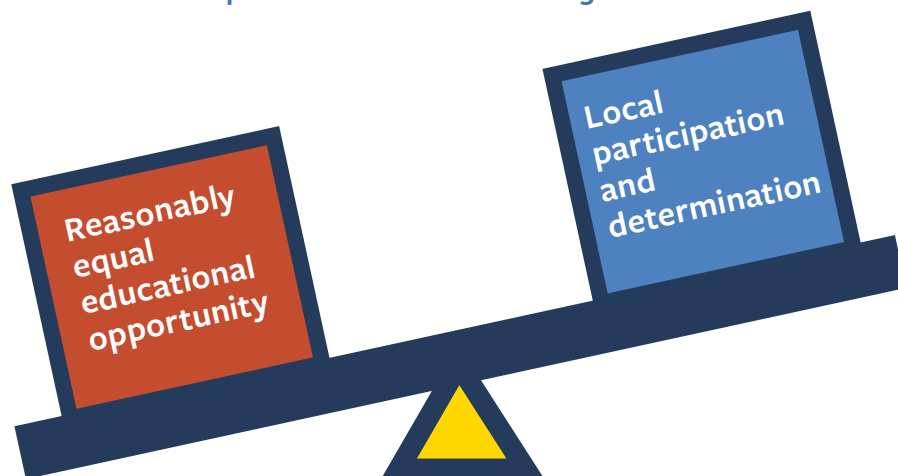 Reasonably
equal
educational
opportunity
Local
participation
and
determination